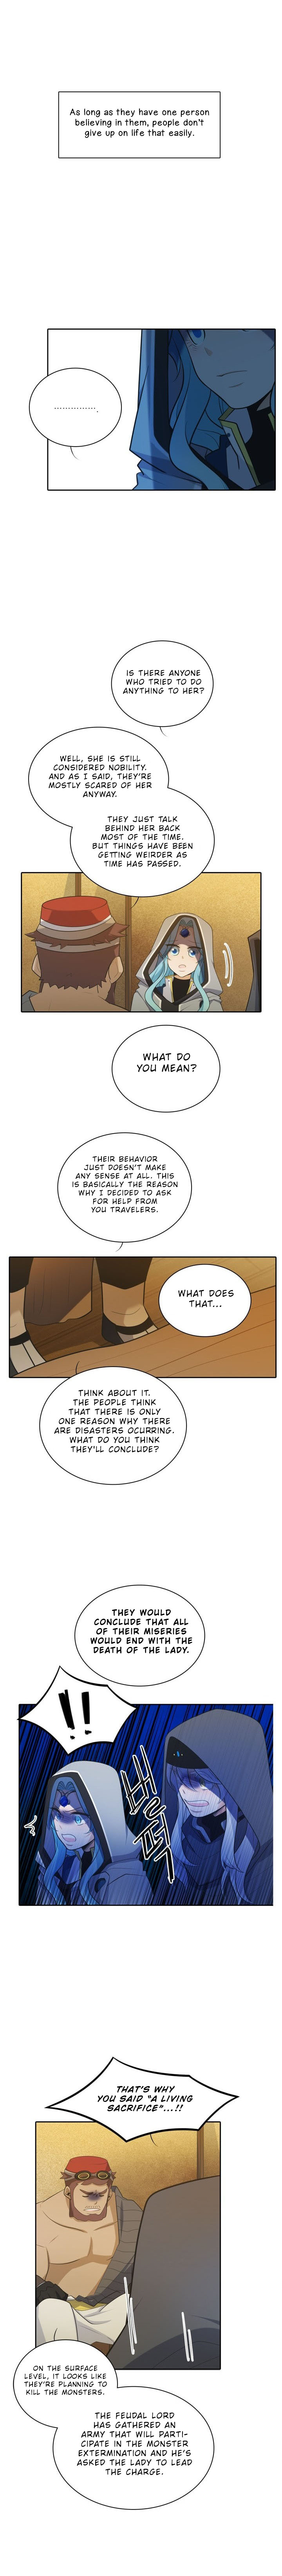 As long as they have one person
believing in them, people don't
give up on life that easily.
...............
IS THERE ANYONE
WHO TRIED TO DO
ANYTHING TO HER?
WELL, SHE IS STILL
CONSIDERED NOBILITY.
AND AS I SAID, THEY'RE
MOSTLY SCARED OF HER
ANYWAY.
THEY JUST TALK
BEHIND HER BACK
MOST OF THE TIME.
BUT THINGS HAVE BEEN
GETTING WEIRDER AS
TIME HAS PASSED.
WHAT DO
YOU MEAN?
THEIR BEHAVIOR
JUST DOESN'T MAKE
ANY SENSE AT ALL. THIS
IS BASICALLY THE REASON
WHY I DECIDED TO ASK
FOR HELP FROM
YOU TRAVELERS.
WHAT DOES
THAT...
THINK ABOUT IT.
THE PEOPLE THINK
THAT THERE IS ONLY
ONE REASON WHY THERE
ARE DISASTERS OCURRING.
WHAT DO YOU THINK
THEY'LL CONCLUDE?
THEY WOULD
CONCLUDE THAT ALL
OF THEIR MISERIES
WOULD END WITH THE
DEATH OF THE LADY.
!!
THAT'S WHY
YOU SAID "A LIVING
SACRIFICE"...!!
ON THE SURFACE
LEVEL, IT LOOKS LIKE
THEY'RE PLANNING TO
KILL THE MONSTERS.
THE FEUDAL LORD
HAS GATHERED AN
ARMY THAT WILL PARTI-
CIPATE IN THE MONSTER
EXTERMINATION AND HE'S
ASKED THE LADY TO LEAD
THE CHARGE.